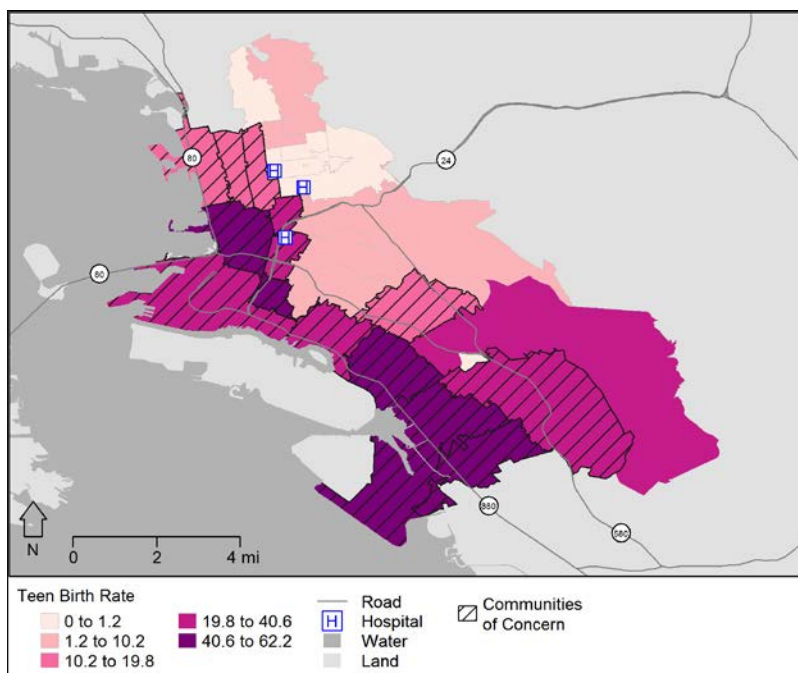 80
24
H
H
H
80
880
580
N
0 2 4 mi
Teen Birth Rate
0 to 1.2
1.2 to 10.2
10.2 to 19.8
19.8 to 40.6
40.6 to 62.2
Road
H Hospital
Water
Land
Communities
of Concern